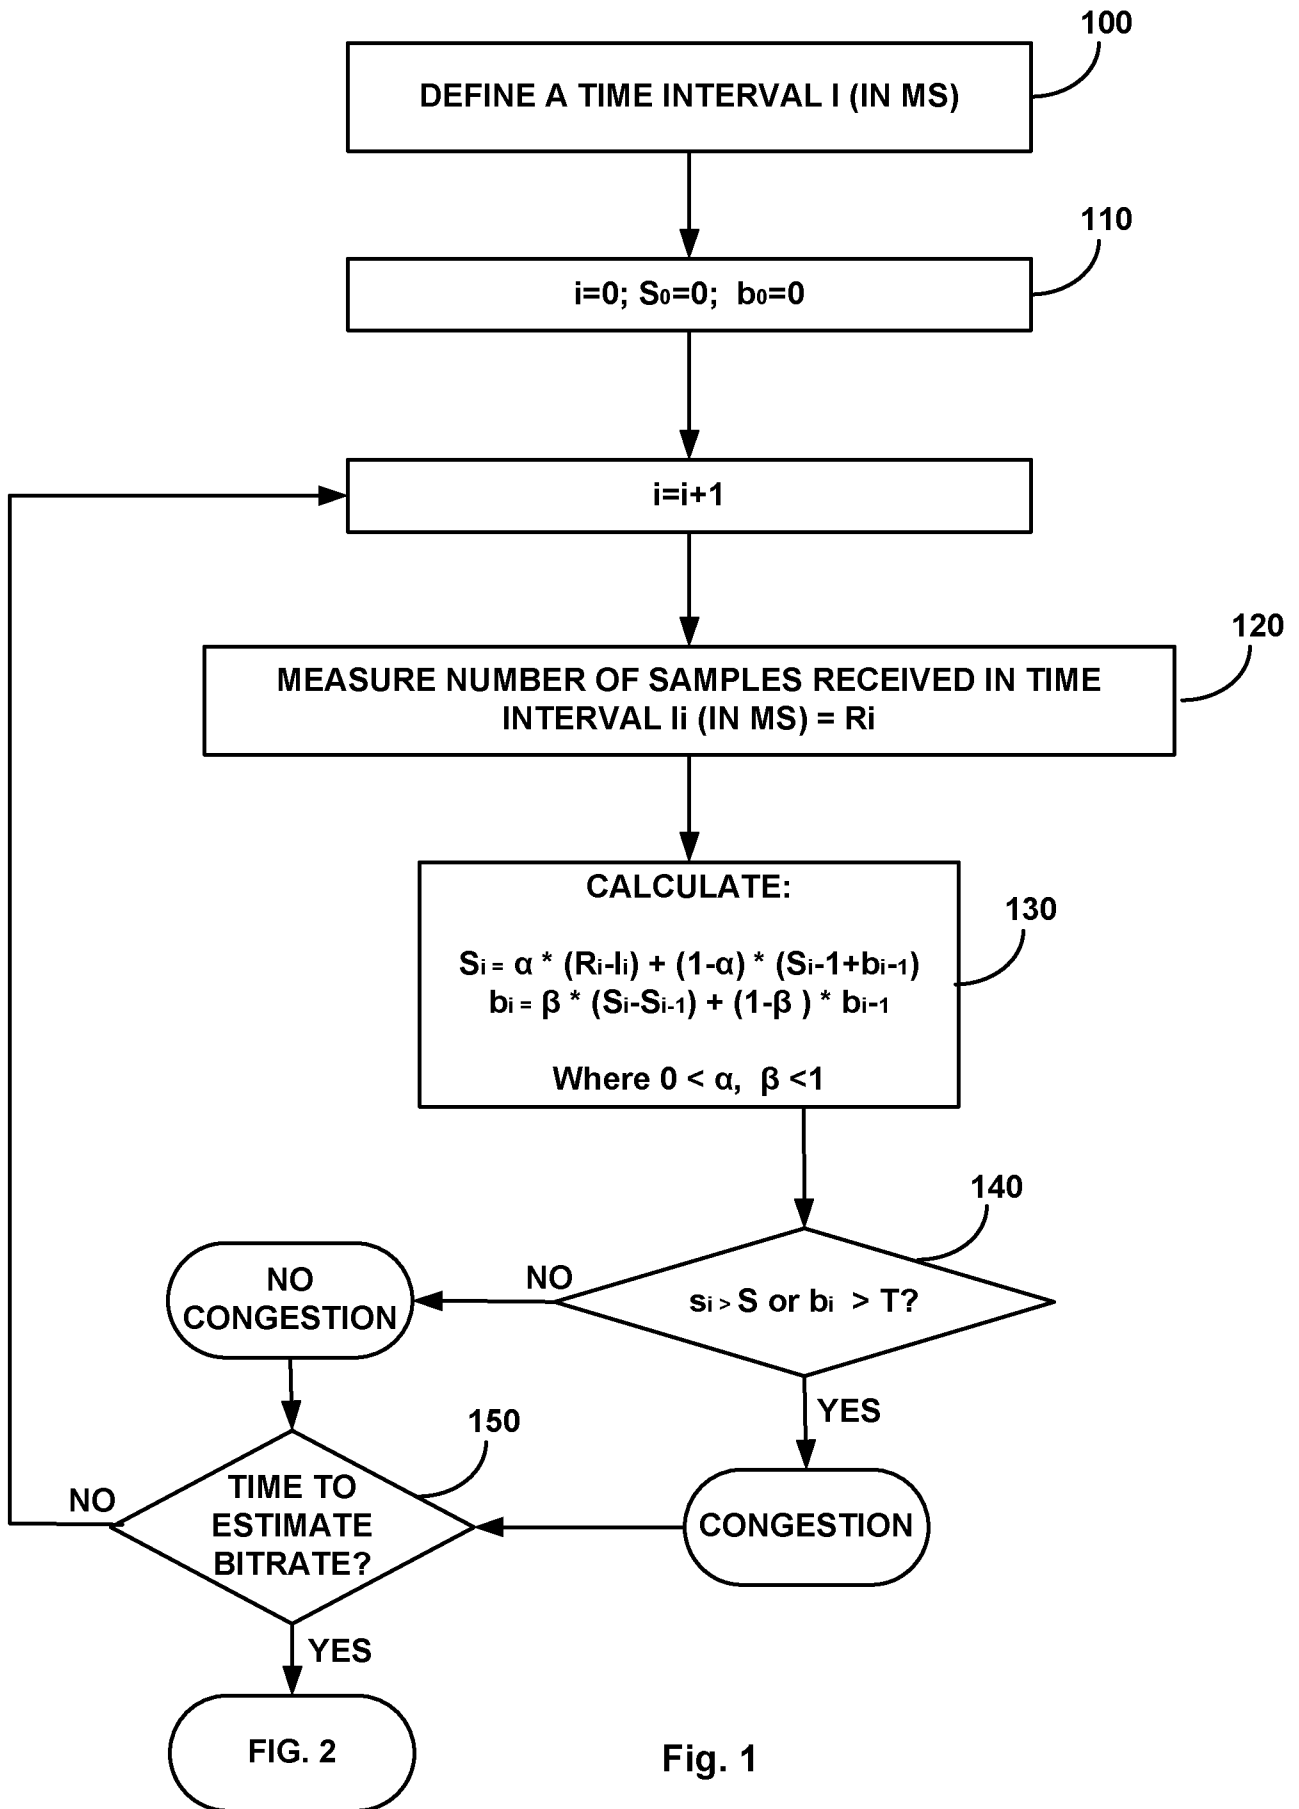 100
DEFINE A TIME INTERVAL I (IN MS)
110
i=0; S0=0; b0=0
i=i+1
120
MEASURE NUMBER OF SAMPLES RECEIVED IN TIME
INTERVAL Ii (IN MS) = Ri
130
CALCULATE:
Si = α * (Ri-Ii) + (1-α) * (Si-1+bi-1)
bi = β * (Si-Si-1) + (1-β ) * bi-1
Where 0 < α, β <1
140
si > S or bi > T?
NO
NO
CONGESTION
YES
150
TIME TO
ESTIMATE
BITRATE?
NO
CONGESTION
YES
FIG. 2
Fig. 1